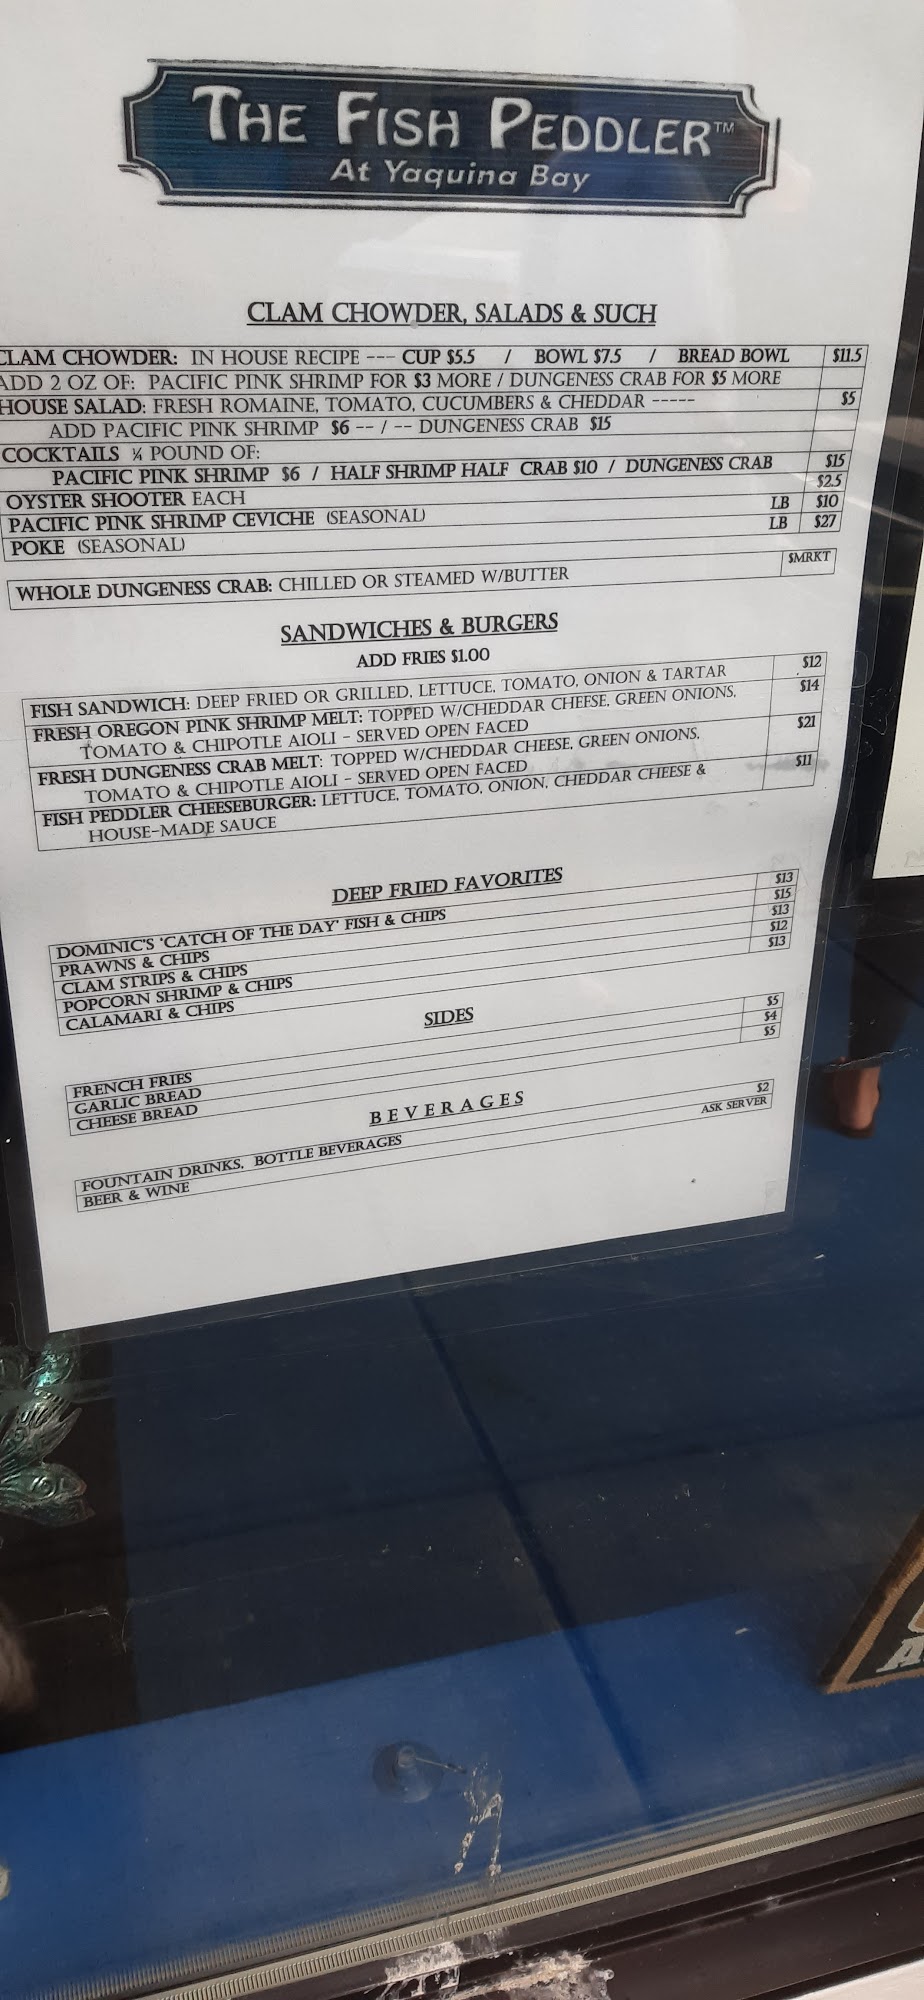 THE FISH PEDDLER™
At Yaquina Bay
CLAM CHOWDER, SALADS & SUCH
CLAM CHOWDER: IN HOUSE RECIPE --- CUP $5.5 / BOWL $7.5 / BREAD BOWL $11.5
ADD 2 OZ OF: PACIFIC PINK SHRIMP FOR $3 MORE / DUNGENESS CRAB FOR $5 MORE
HOUSE SALAD: FRESH ROMAINE, TOMATO, CUCUMBERS & CHEDDAR ----- $5
ADD PACIFIC PINK SHRIMP $6 -- / -- DUNGENESS CRAB $15
COCKTAILS ¼ POUND OF:
PACIFIC PINK SHRIMP $6 / HALF SHRIMP HALF CRAB $10 / DUNGENESS CRAB $15
OYSTER SHOOTER EACH $2.5
PACIFIC PINK SHRIMP CEVICHE (SEASONAL) LB $10
POKE (SEASONAL) LB $27
WHOLE DUNGENESS CRAB: CHILLED OR STEAMED W/BUTTER $MRKT
SANDWICHES & BURGERS
ADD FRIES $1.00
FISH SANDWICH: DEEP FRIED OR GRILLED, LETTUCE, TOMATO, ONION & TARTAR $12
FRESH OREGON PINK SHRIMP MELT: TOPPED W/CHEDDAR CHEESE, GREEN ONIONS, $14
TOMATO & CHIPOTLE AIOLI - SERVED OPEN FACED
FRESH DUNGENESS CRAB MELT: TOPPED W/CHEDDAR CHEESE, GREEN ONIONS, $21
TOMATO & CHIPOTLE AIOLI - SERVED OPEN FACED
FISH PEDDLER CHEESEBURGER: LETTUCE, TOMATO, ONION, CHEDDAR CHEESE & $11
HOUSE-MADE SAUCE
DEEP FRIED FAVORITES
DOMINIC'S 'CATCH OF THE DAY' FISH & CHIPS $13
PRAWNS & CHIPS $15
CLAM STRIPS & CHIPS $13
POPCORN SHRIMP & CHIPS $12
CALAMARI & CHIPS $13
SIDES
FRENCH FRIES $5
GARLIC BREAD $4
CHEESE BREAD $5
BEVERAGES
FOUNTAIN DRINKS, BOTTLE BEVERAGES $2
BEER & WINE ASK SERVER